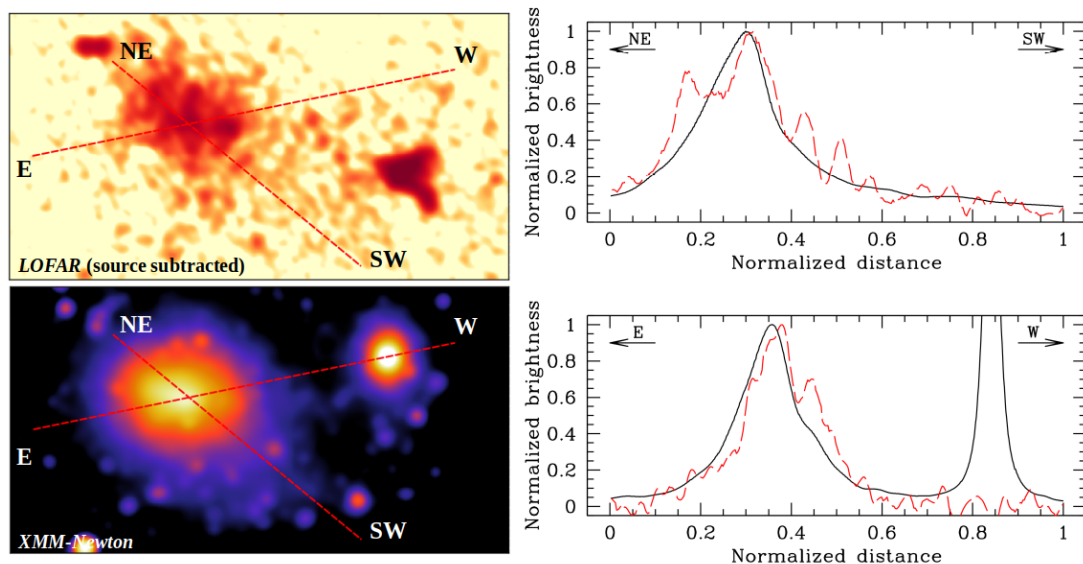 NE
W
E
SW
LOFAR (source subtracted)
NE
W
E
SW
XMM-Newton
Normalized brightness
1
0.8
0.6
0.4
0.2
0
NE
SW
0 0.2 0.4 0.6 0.8 1
Normalized distance
Normalized brightness
1
0.8
0.6
0.4
0.2
0
E
W
0 0.2 0.4 0.6 0.8 1
Normalized distance